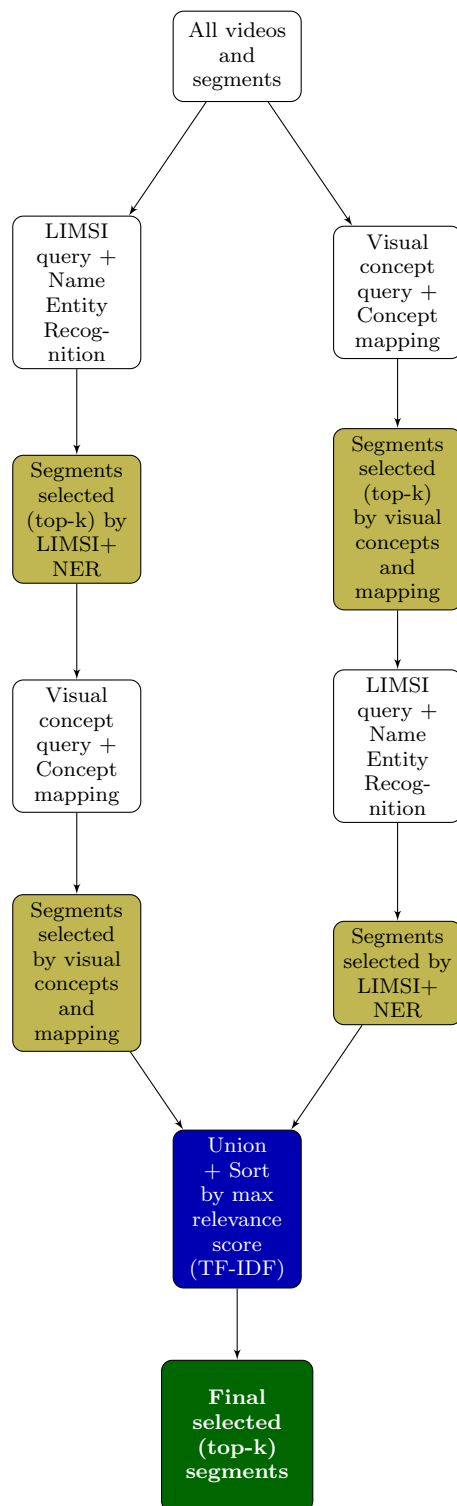 All videos
and
segments
LIMSI
query +
Name
Entity
Recog-
nition
Visual
concept
query +
Concept
mapping
Segments
selected
(top-k) by
LIMSI+
NER
Segments
selected
(top-k)
by visual
concepts
and
mapping
Visual
concept
query +
Concept
mapping
LIMSI
query +
Name
Entity
Recog-
nition
Segments
selected
by visual
concepts
and
mapping
Segments
selected by
LIMSI+
NER
Union
+ Sort
by max
relevance
score
(TF-IDF)
Final
selected
(top-k)
segments